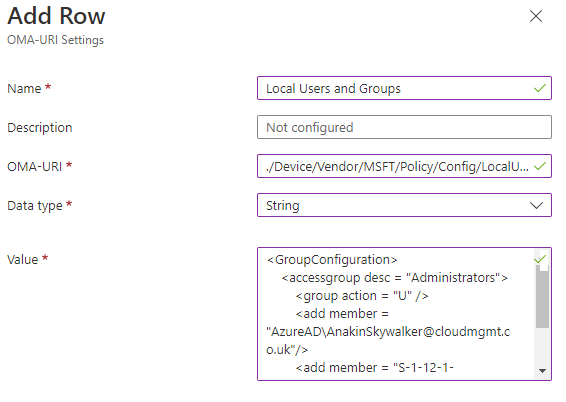 Add Row
OMA-URI Settings
Name *
Local Users and Groups
Description
Not configured
OMA-URI *
./Device/Vendor/MSFT/Policy/Config/LocalU...
Data type *
String
Value *
<GroupConfiguration>
<accessgroup desc = "Administrators">
<group action = "U" />
<add member =
"AzureAD\AnakinSkywalker@cloudmgmt.c
o.uk"/>
<add member = "S-1-12-1-